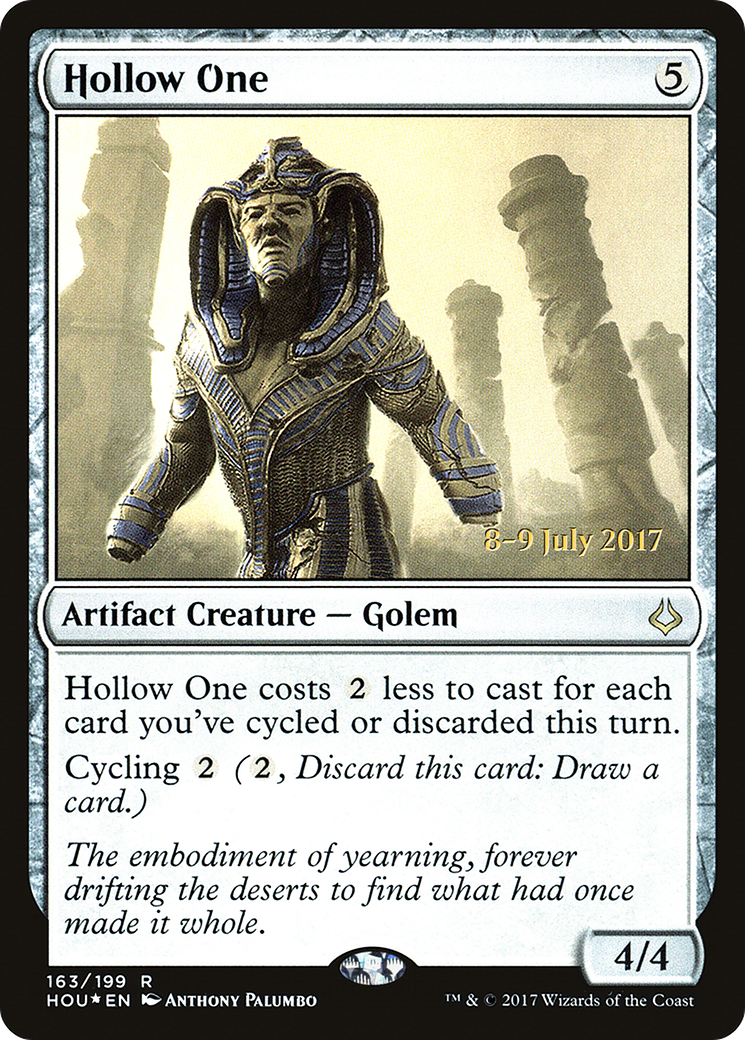 Hollow One 5
8–9 July 2017
Artifact Creature — Golem
Hollow One costs 2 less to cast for each
card you've cycled or discarded this turn.
Cycling 2 (2, Discard this card: Draw a
card.)
The embodiment of yearning, forever
drifting the deserts to find what had once
made it whole.
4/4
163/199 R
HOU★EN Anthony Palumbo
™ & © 2017 Wizards of the Coast